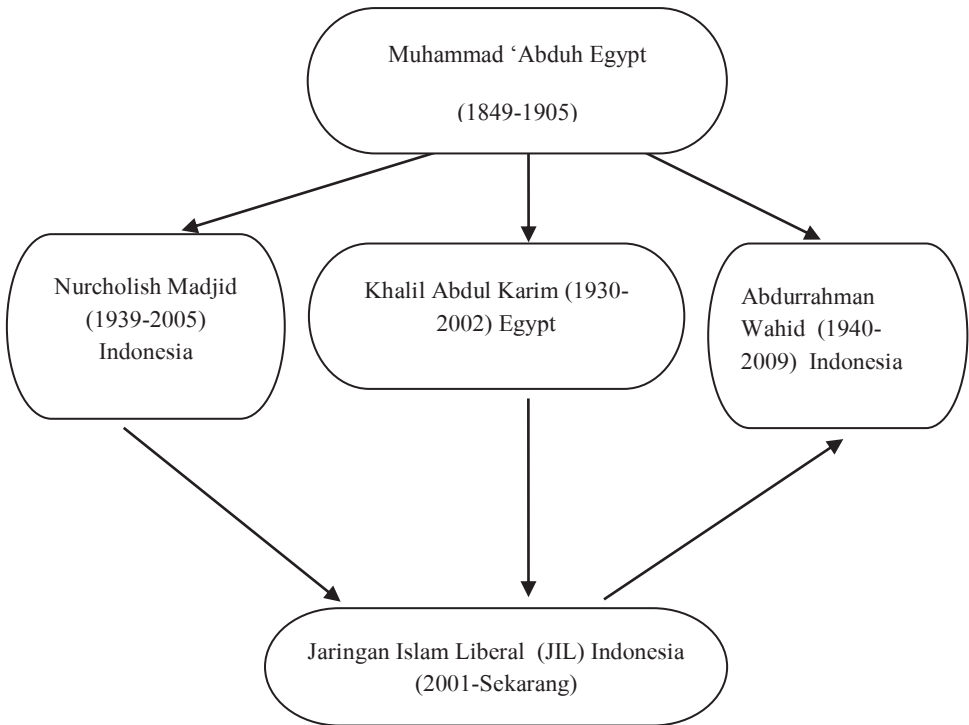 Muhammad ‘Abduh Egypt
(1849-1905)
Nurcholish Madjid
(1939-2005)
Indonesia
Khalil Abdul Karim (1930-
2002) Egypt
Abdurrahman
Wahid (1940-
2009) Indonesia
Jaringan Islam Liberal (JIL) Indonesia
(2001-Sekarang)